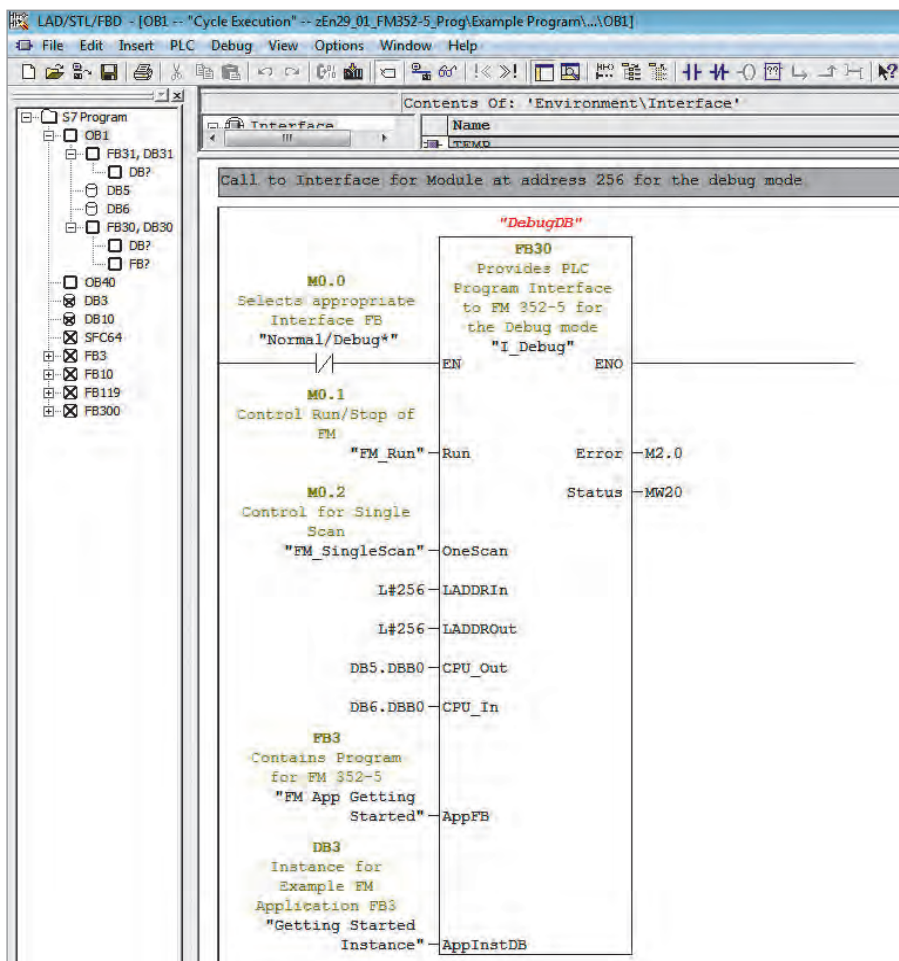 LAD/STL/FBD - [OB1 -- "Cycle Execution" -- zEn29_01_FM352-5_Prog\Example Program\...\OB1]
File Edit Insert PLC Debug View Options Window Help
S7 Program
OB1
FB31, DB31
DB?
DB5
DB6
FB30, DB30
DB?
FB?
OB40
DB3
DB10
SFC64
FB3
FB10
FB119
FB300
Contents Of: 'Environment\Interface'
Interface
Name
TEMP
Call to Interface for Module at address 256 for the debug mode
"DebugDB"
FB30
Provides PLC
Program Interface
to FM 352-5 for
the Debug mode
"I_Debug"
M0.0
Selects appropriate
Interface FB
"Normal/Debug*"
EN ENO
M0.1
Control Run/Stop of
FM
"FM_Run" Run Error M2.0
M0.2 Status MW20
Control for Single
Scan
"FM_SingleScan" OneScan
L#256 LADDRIn
L#256 LADDROut
DB5.DBB0 CPU_Out
DB6.DBB0 CPU_In
FB3
Contains Program
for FM 352-5
"FM App Getting
Started" AppFB
DB3
Instance for
Example FM
Application FB3
"Getting Started
Instance" AppInstDB